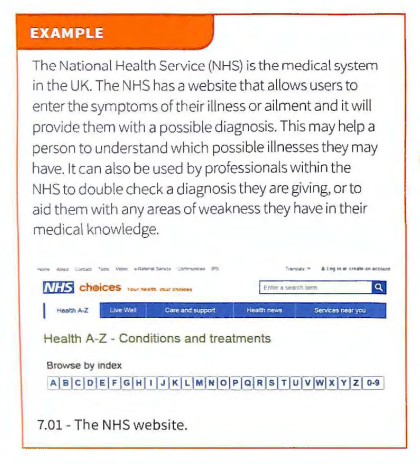 EXAMPLE
The National Health Service (NHS) is the medical system
in the UK. The NHS has a website that allows users to
enter the symptoms of their illness or ailment and it will
provide them with a possible diagnosis. This may help a
person to understand which possible illnesses they may
have. It can also be used by professionals within the
NHS to double check a diagnosis they are giving, or to
aid them with any areas of weakness they have in their
medical knowledge.
Home About Contact Tools Video e-Referral Service Communities IPS Translate Log in or create an account
NHS choices Your health, your choices Enter a search term
Health A-Z Live Well Care and support Health news Services near you
Health A-Z - Conditions and treatments
Browse by index
A B C D E F G H I J K L M N O P Q R S T U V W X Y Z 0-9
7.01 - The NHS website.